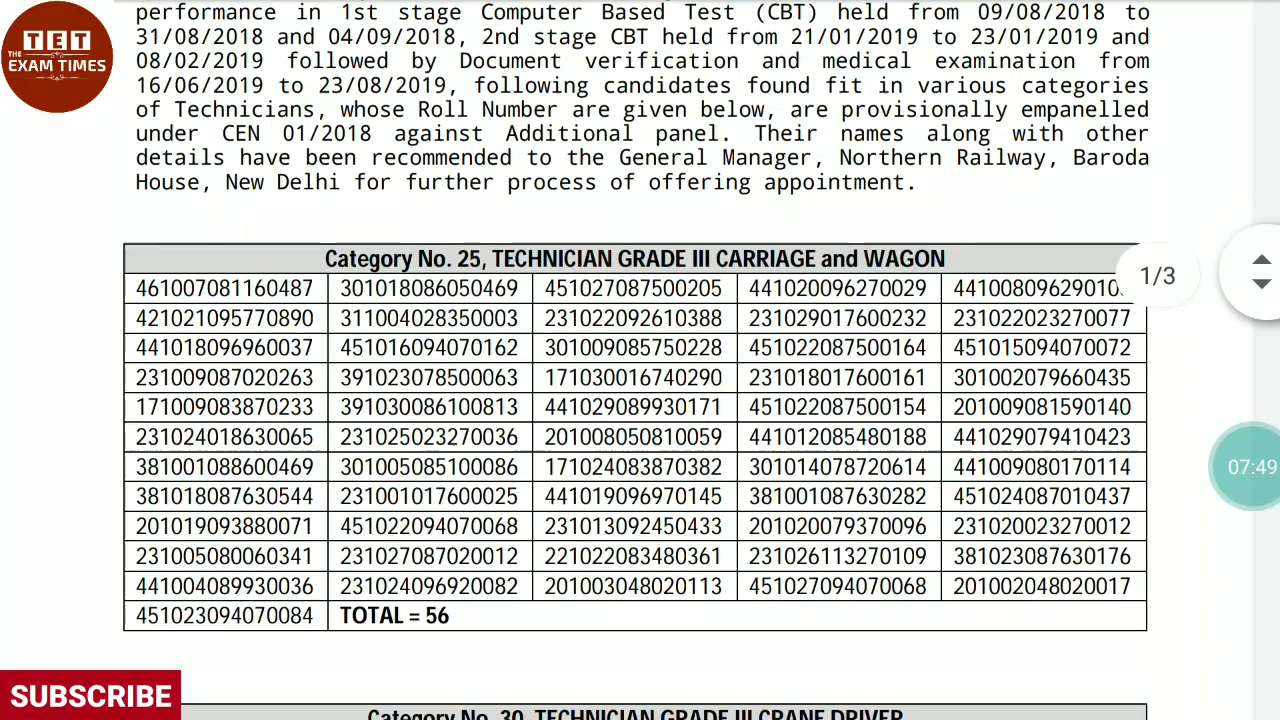 performance in 1st stage Computer Based Test (CBT) held from 09/08/2018 to
31/08/2018 and 04/09/2018, 2nd stage CBT held from 21/01/2019 to 23/01/2019 and
08/02/2019 followed by Document verification and medical examination from
16/06/2019 to 23/08/2019, following candidates found fit in various categories
of Technicians, whose Roll Number are given below, are provisionally empanelled
under CEN 01/2018 against Additional panel. Their names along with other
details have been recommended to the General Manager, Northern Railway, Baroda
House, New Delhi for further process of offering appointment.
TET
THE
EXAM TIMES
Category No. 25, TECHNICIAN GRADE III CARRIAGE and WAGON
1/3
461007081160487 301018086050469 451027087500205 441020096270029
421021095770890 311004028350003 231022092610388 231029017600232 231022023270077
441018096960037 451016094070162 301009085750228 451022087500164 451015094070072
231009087020263 391023078500063 171030016740290 231018017600161 301002079660435
171009083870233 391030086100813 441029089930171 451022087500154 201009081590140
231024018630065 231025023270036 201008050810059 441012085480188 441029079410423
381001088600469 301005085100086 171024083870382 301014078720614 441009080170114
07:49
381018087630544 231001017600025 441019096970145 381001087630282 451024087010437
201019093880071 451022094070068 231013092450433 201020079370096 231020023270012
231005080060341 231027087020012 221022083480361 231026113270109 381023087630176
441004089930036 231024096920082 201003048020113 451027094070068 201002048020017
451023094070084 TOTAL = 56
SUBSCRIBE
Category No. 30, TECHNICIAN GRADE III CRANE DRIVER